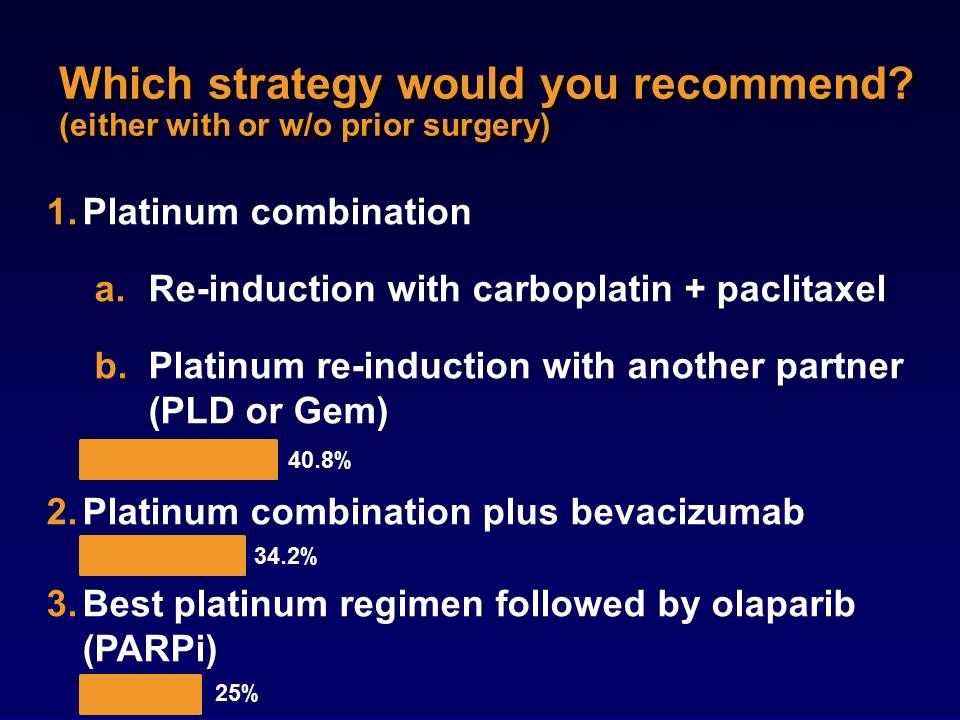 Which strategy would you recommend?
(either with or w/o prior surgery)
1. Platinum combination
a. Re-induction with carboplatin + paclitaxel
b. Platinum re-induction with another partner
(PLD or Gem)
40.8%
2. Platinum combination plus bevacizumab
34.2%
3. Best platinum regimen followed by olaparib
(PARPi)
25%